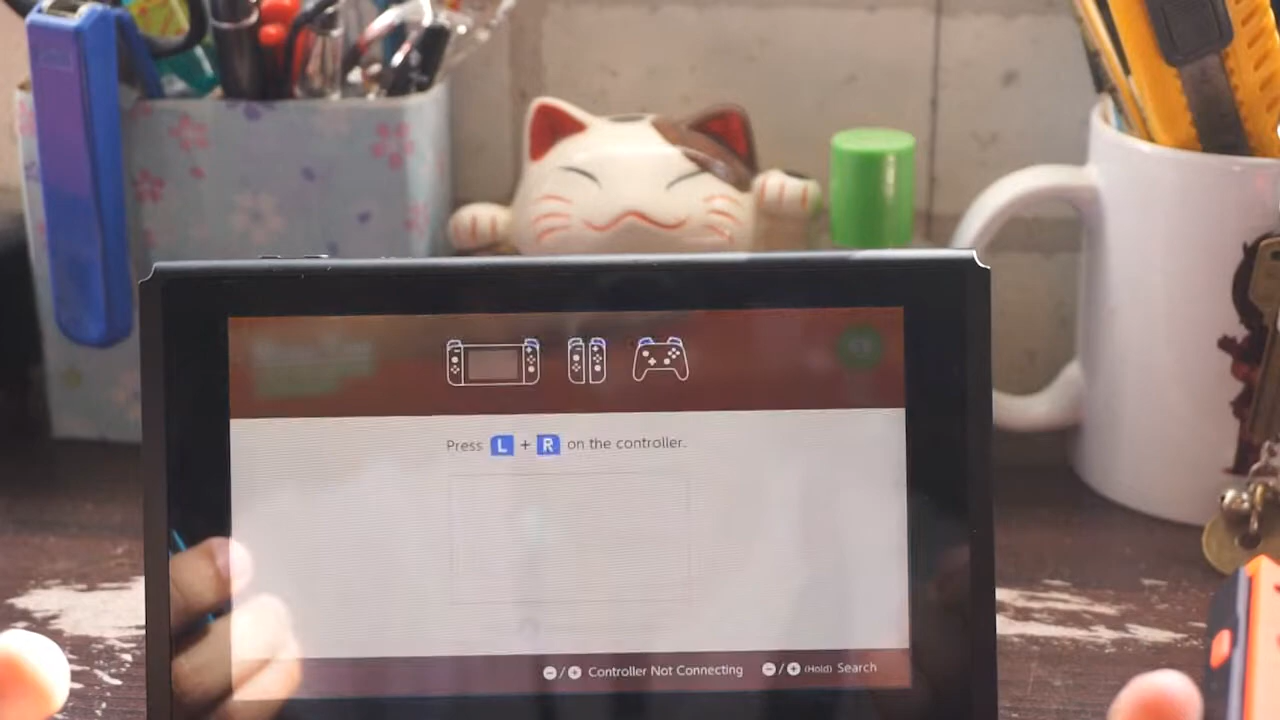 Press L + R on the controller.
⊖/⊕ Controller Not Connecting ⊖/⊕ (Hold) Search